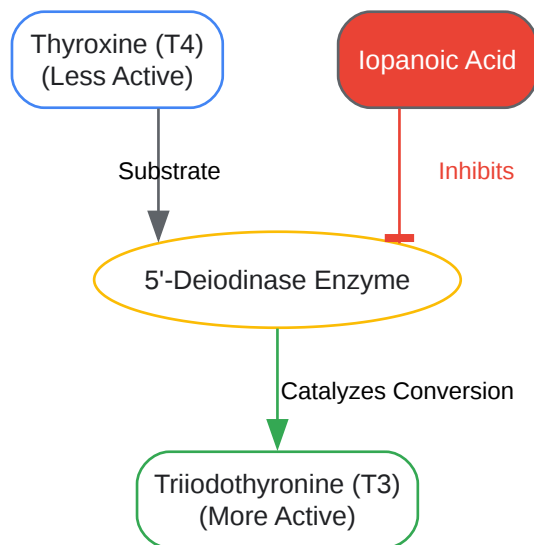 Thyroxine (T4)
(Less Active)
Iopanoic Acid
Substrate
Inhibits
5'-Deiodinase Enzyme
Catalyzes Conversion
Triiodothyronine (T3)
(More Active)